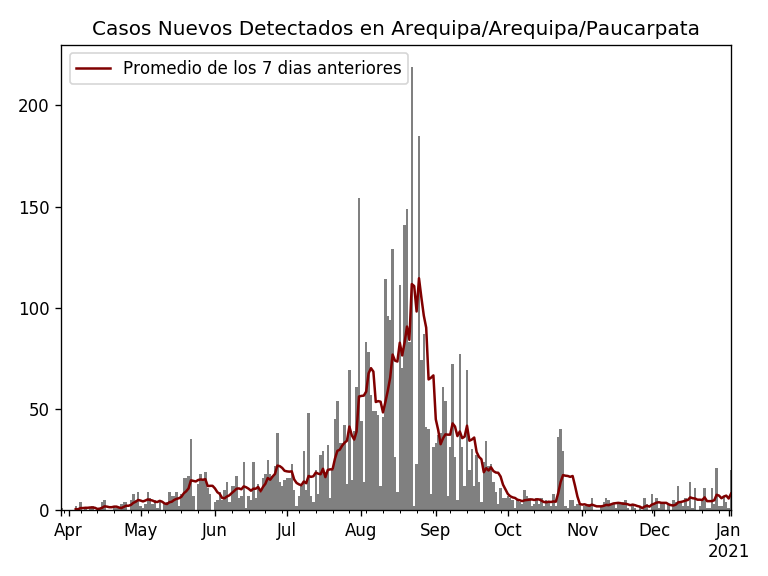 Casos Nuevos Detectados en Arequipa/Arequipa/Paucarpata
Promedio de los 7 dias anteriores
200
150
100
50
0
Apr May Jun Jul Aug Sep Oct Nov Dec Jan
2021